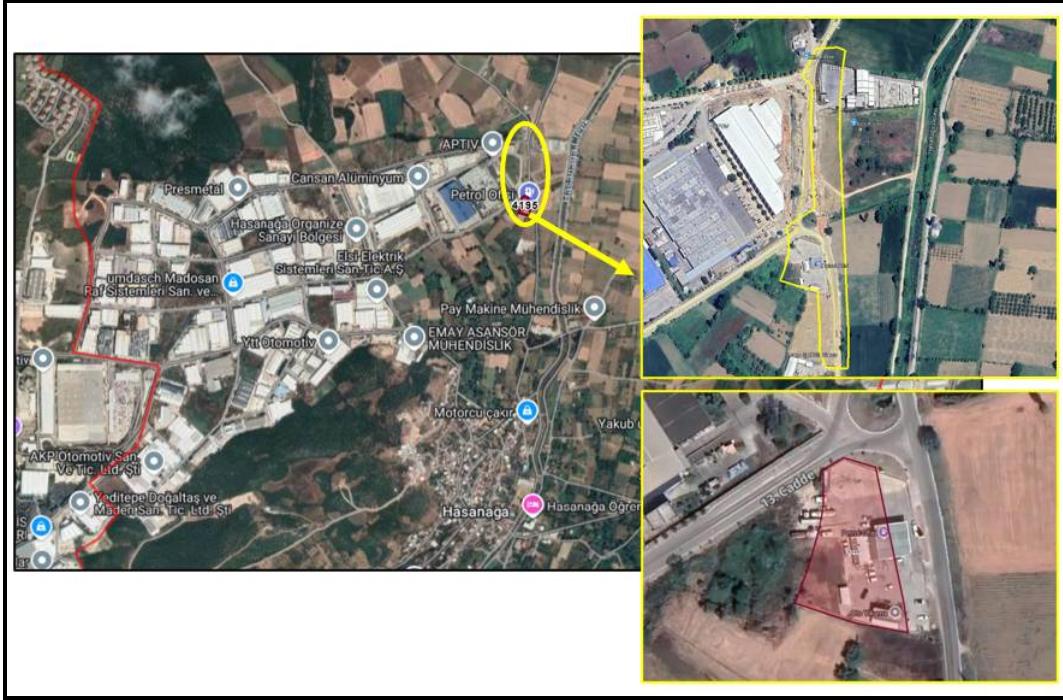 APTIV
Cansan Alüminyum
Presmetal
Petrol Ofisi
4195
Hasanağa Organize
Sanayi Bölgesi
Elsi Elektrik
Sistemleri San.Tic.A.Ş
umdasch Madosan
Raf Sistemleri San. ve...
Pay Makine Mühendislik
EMAY ASANSÖR
MÜHENDİSLİK
Ytt Otomotiv
tiv
Motorcu çakır
Yakub'u
AKP Otomotiv San
Ve Tic. Ltd. Şti
Yeditepe Doğaltaş ve
Maden San. Tic. Ltd. Şti
Hasanağa
Hasanağa Öğren
13. Cadde